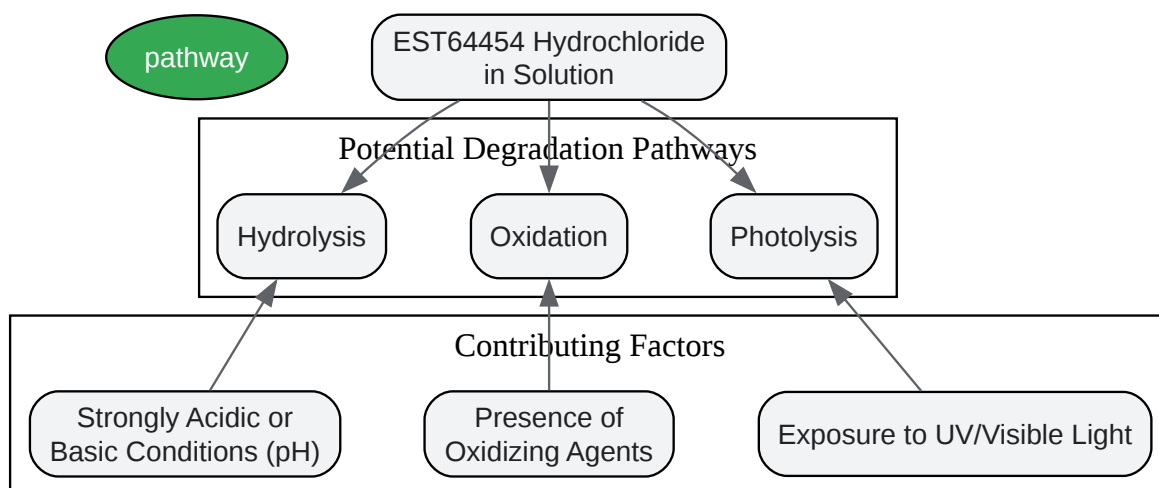 pathway
EST64454 Hydrochloride
in Solution
Potential Degradation Pathways
Hydrolysis
Oxidation
Photolysis
Contributing Factors
Strongly Acidic or
Basic Conditions (pH)
Presence of
Oxidizing Agents
Exposure to UV/Visible Light